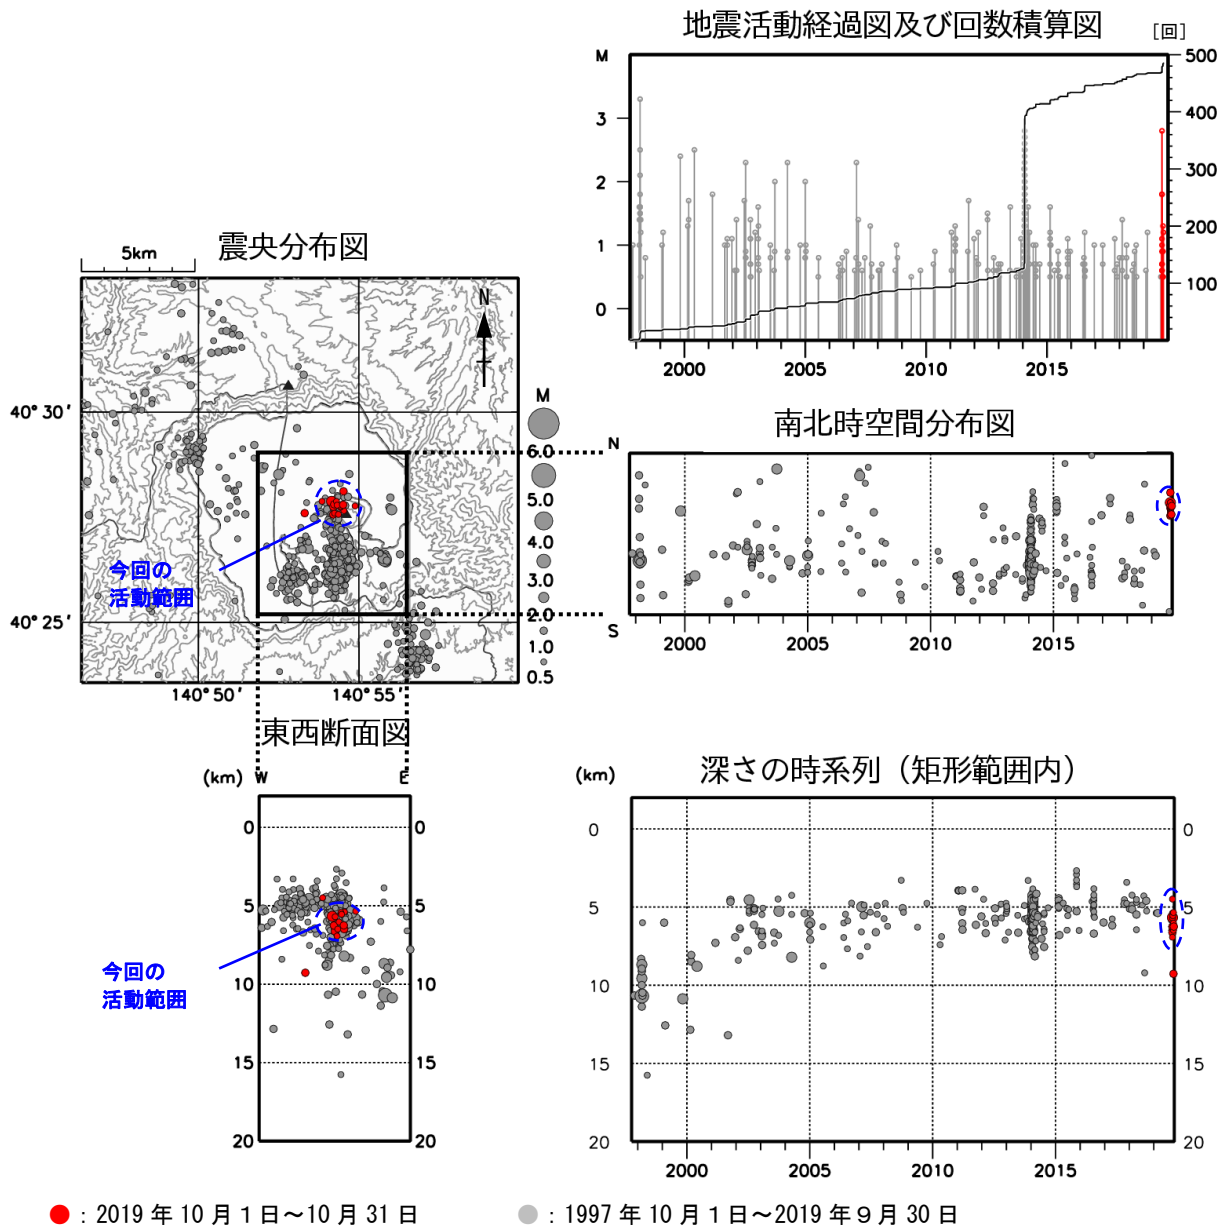 地震活動経過図及び回数積算図
[回]
M
3
2
1
0
500
400
300
200
100
2000 2005 2010 2015
震央分布図
5km
N
40°30′
40°25′
140°50′ 140°55′
今回の
活動範囲
M
6.0
5.0
4.0
3.0
2.0
1.0
0.5
南北時空間分布図
N
S
2000 2005 2010 2015
東西断面図
(km) W E
0 0
5 5
10 10
15 15
20 20
今回の
活動範囲
深さの時系列（矩形範囲内）
(km)
0 0
5 5
10 10
15 15
20 20
2000 2005 2010 2015
：2019 年 10 月 1 日～10 月 31 日
：1997 年 10 月 1 日～2019 年 9 月 30 日